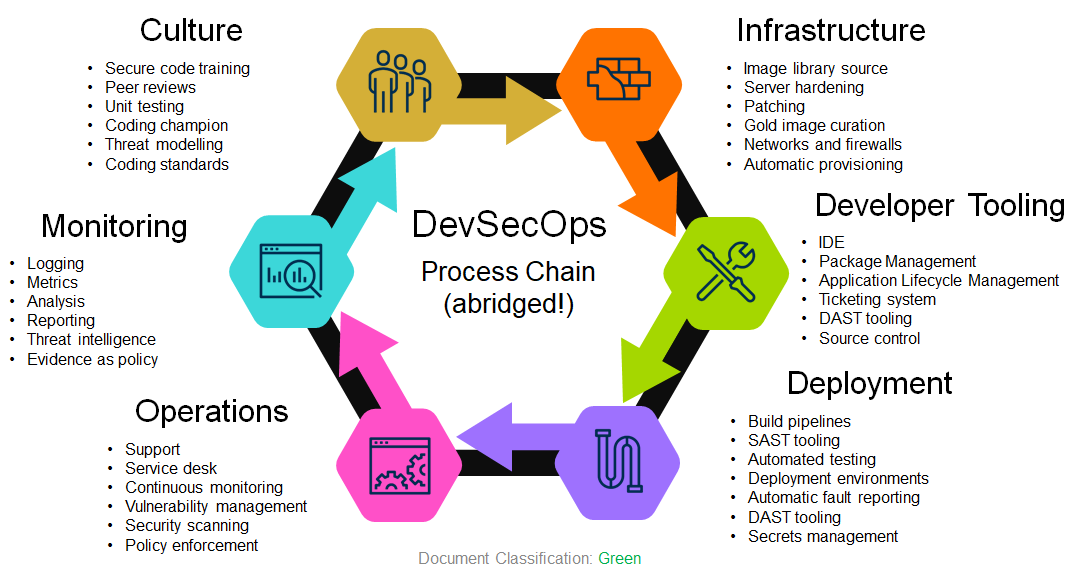 Culture
• Secure code training
• Peer reviews
• Unit testing
• Coding champion
• Threat modelling
• Coding standards
Infrastructure
• Image library source
• Server hardening
• Patching
• Gold image curation
• Networks and firewalls
• Automatic provisioning
Monitoring
• Logging
• Metrics
• Analysis
• Reporting
• Threat intelligence
• Evidence as policy
DevSecOps
Process Chain
(abridged!)
Developer Tooling
• IDE
• Package Management
• Application Lifecycle Management
• Ticketing system
• DAST tooling
• Source control
Operations
• Support
• Service desk
• Continuous monitoring
• Vulnerability management
• Security scanning
• Policy enforcement
Deployment
• Build pipelines
• SAST tooling
• Automated testing
• Deployment environments
• Automatic fault reporting
• DAST tooling
• Secrets management
Document Classification: Green